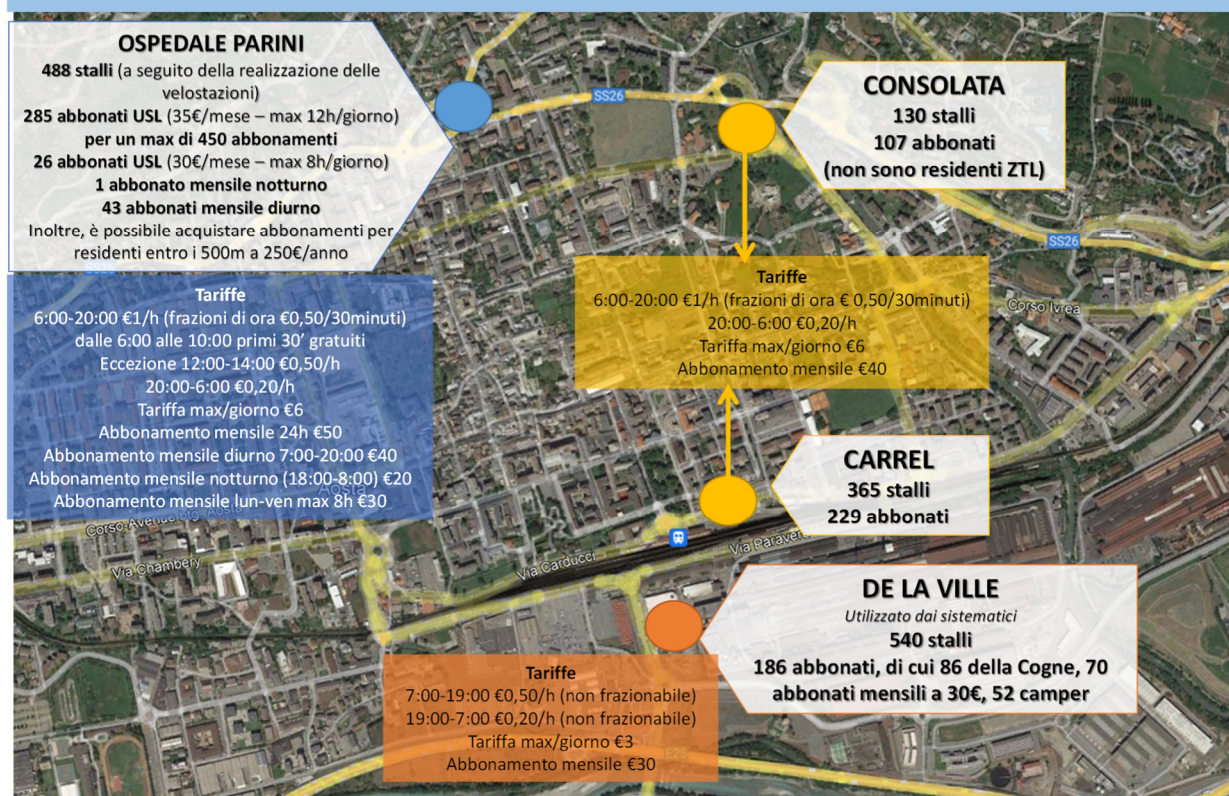 OSPEDALE PARINI
488 stalli (a seguito della realizzazione delle
velostazioni)
285 abbonati USL (35€/mese – max 12h/giorno)
per un max di 450 abbonamenti
26 abbonati USL (30€/mese – max 8h/giorno)
1 abbonato mensile notturno
43 abbonati mensile diurno
Inoltre, è possibile acquistare abbonamenti per
residenti entro i 500m a 250€/anno
Tariffe
6:00-20:00 €1/h (frazioni di ora €0,50/30minuti)
dalle 6:00 alle 10:00 primi 30' gratuiti
Eccezione 12:00-14:00 €0,50/h
20:00-6:00 €0,20/h
Tariffa max/giorno €6
Abbonamento mensile 24h €50
Abbonamento mensile diurno 7:00-20:00 €40
Abbonamento mensile notturno (18:00-8:00) €20
Abbonamento mensile lun-ven max 8h €30
SS26
CONSOLATA
130 stalli
107 abbonati
(non sono residenti ZTL)
SS26
Corso Ivrea
Tariffe
6:00-20:00 €1/h (frazioni di ora € 0,50/30minuti)
20:00-6:00 €0,20/h
Tariffa max/giorno €6
Abbonamento mensile €40
CARREL
365 stalli
229 abbonati
Aosta
Via Chambery
Via Carducci
DE LA VILLE
Utilizzato dai sistematici
540 stalli
186 abbonati, di cui 86 della Cogne, 70
abbonati mensili a 30€, 52 camper
Tariffe
7:00-19:00 €0,50/h (non frazionabile)
19:00-7:00 €0,20/h (non frazionabile)
Tariffa max/giorno €3
Abbonamento mensile €30
E25